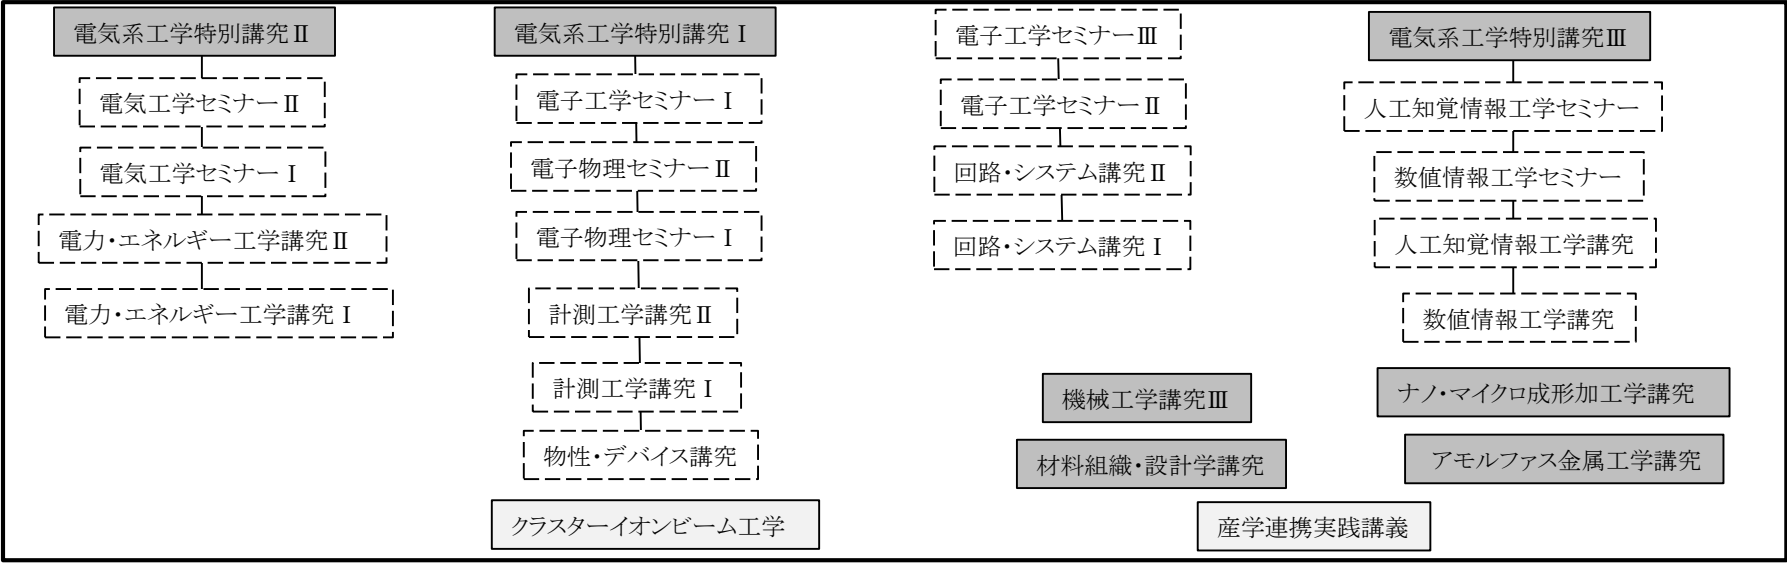 電気系工学特別講究Ⅱ
電気工学セミナーⅡ
電気工学セミナーⅠ
電力・エネルギー工学講究Ⅱ
電力・エネルギー工学講究Ⅰ
電気系工学特別講究Ⅰ
電子工学セミナーⅠ
電子物理セミナーⅡ
電子物理セミナーⅠ
計測工学講究Ⅱ
計測工学講究Ⅰ
物性・デバイス講究
クラスターイオンビーム工学
電子工学セミナーⅢ
電子工学セミナーⅡ
回路・システム講究Ⅱ
回路・システム講究Ⅰ
電気系工学特別講究Ⅲ
人工知覚情報工学セミナー
数値情報工学セミナー
人工知覚情報工学講究
数値情報工学講究
機械工学講究Ⅲ
ナノ・マイクロ成形加工学講究
材料組織・設計学講究
アモルファス金属工学講究
産学連携実践講義